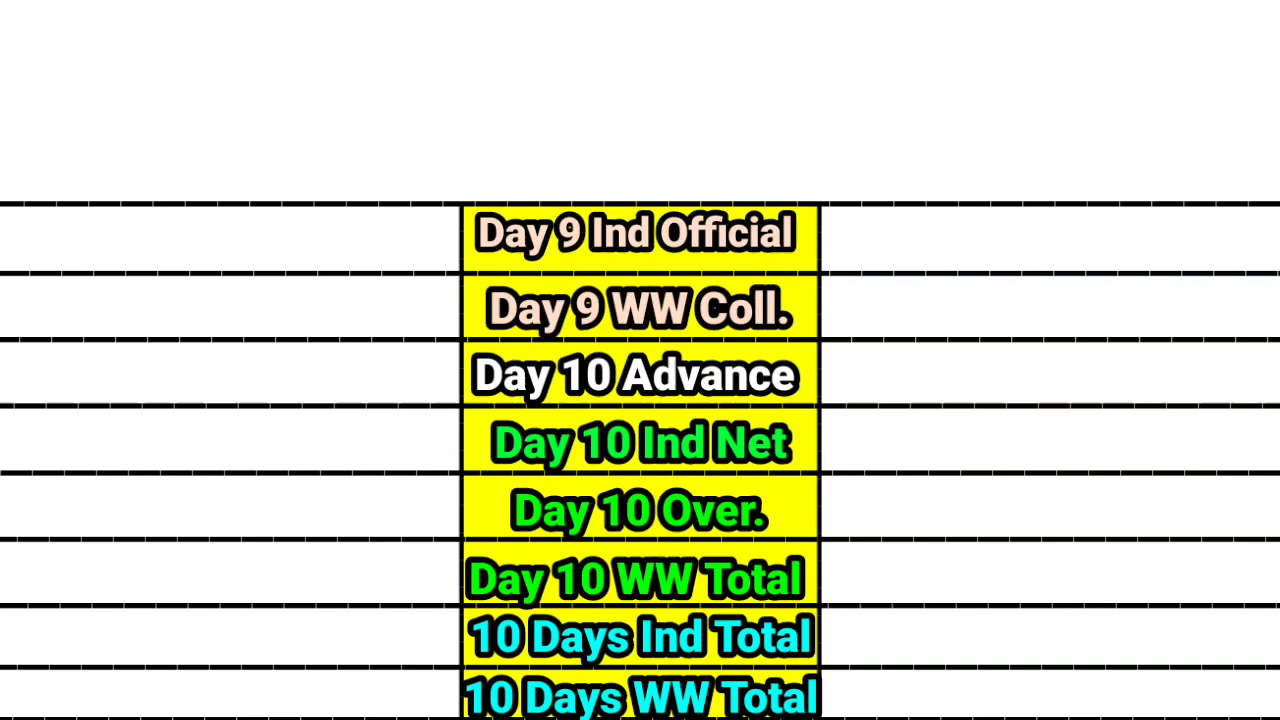 Day 9 Ind Official
Day 9 WW Coll.
Day 10 Advance
Day 10 Ind Net
Day 10 Over.
Day 10 WW Total
10 Days Ind Total
10 Days WW Total